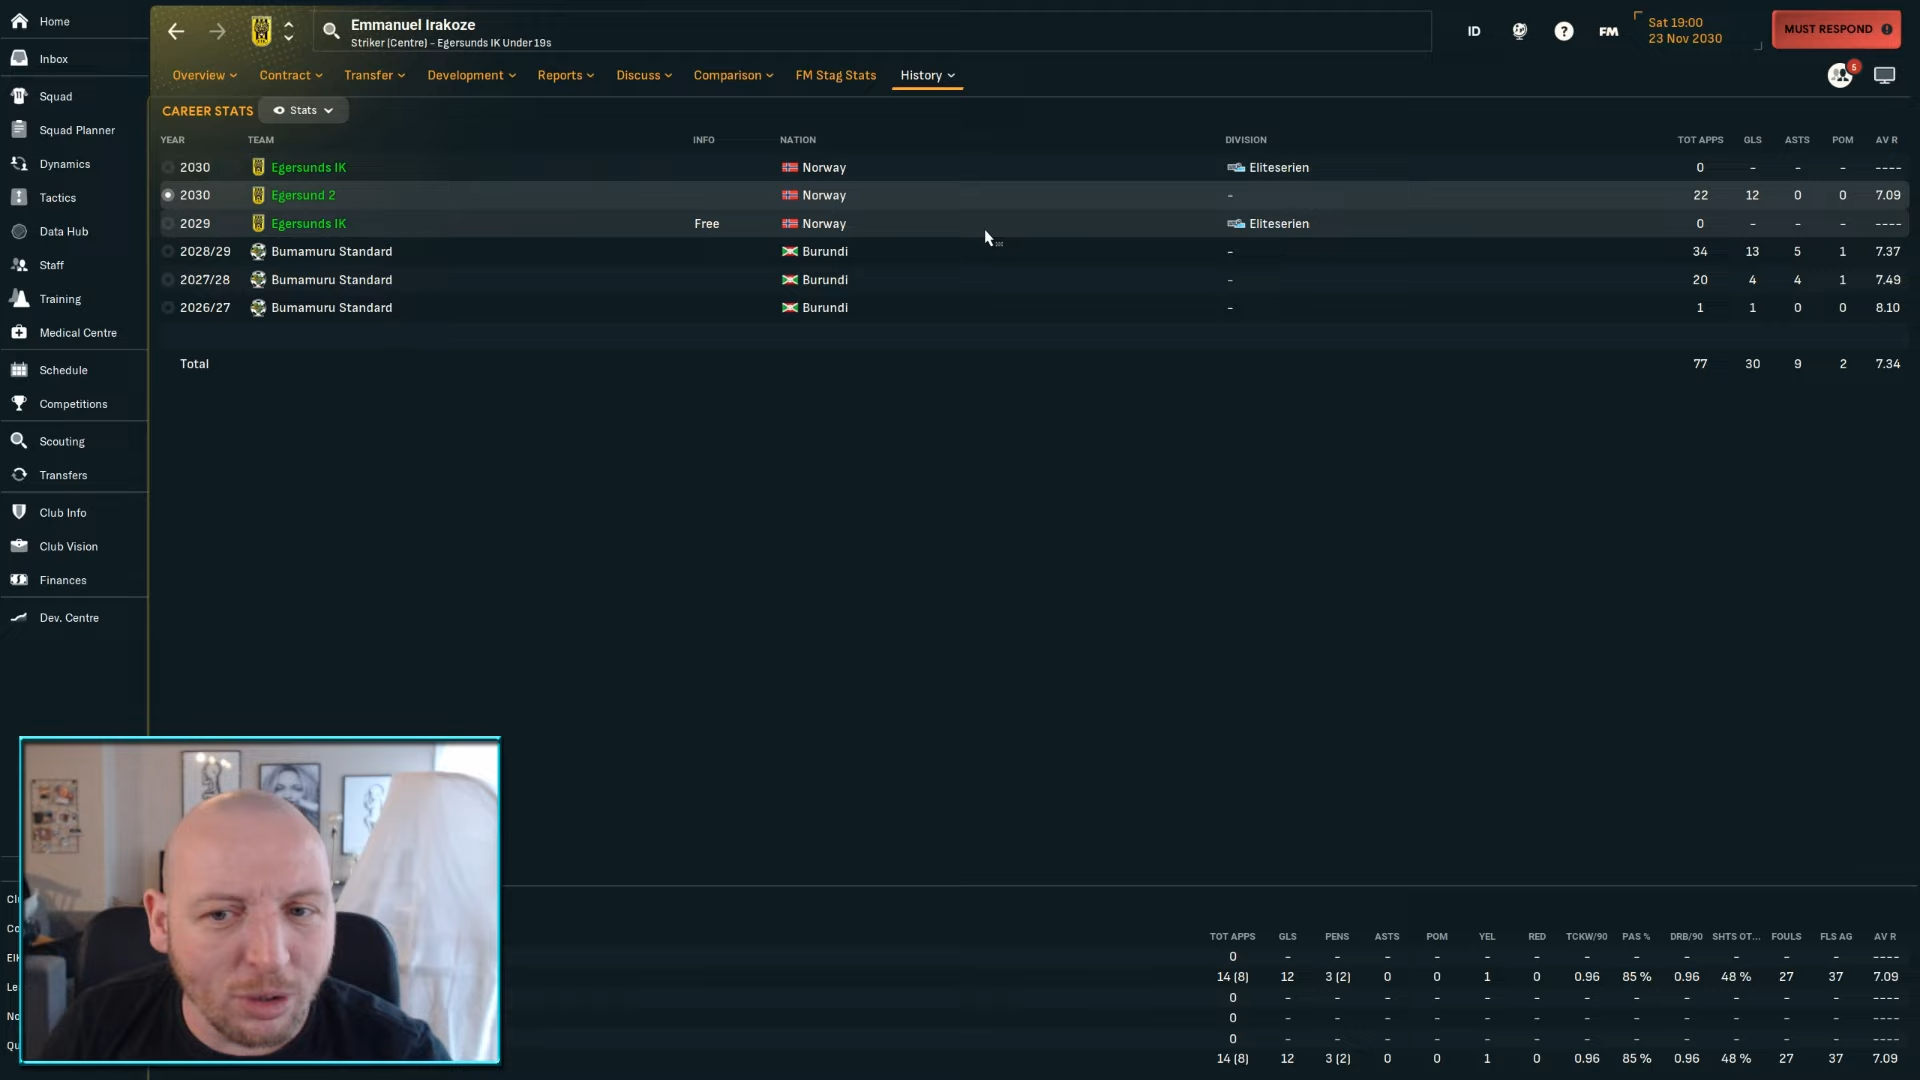 Home
Inbox
Squad
Squad Planner
Dynamics
Tactics
Data Hub
Staff
Training
Medical Centre
Schedule
Competitions
Scouting
Transfers
Club Info
Club Vision
Finances
Dev. Centre
Emmanuel Irakoze
Striker (Centre) - Egersunds IK Under 19s
ID
FM
Sat 19:00
23 Nov 2030
MUST RESPOND
Overview Contract Transfer Development Reports Discuss Comparison FM Stag Stats History
5
CAREER STATS Stats
YEAR TEAM INFO NATION DIVISION TOT APPS GLS ASTS POM AV R
2030 Egersunds IK Norway Eliteserien 0 - - - ----
2030 Egersund 2 Norway - 22 12 0 0 7.09
2029 Egersunds IK Free Norway Eliteserien 0 - - - ----
2028/29 Bumamuru Standard Burundi - 34 13 5 1 7.37
2027/28 Bumamuru Standard Burundi - 20 4 4 1 7.49
2026/27 Bumamuru Standard Burundi - 1 1 0 0 8.10
Total 77 30 9 2 7.34
TOT APPS GLS PENS ASTS POM YEL RED TCKW/90 PAS % DRB/90 SHTS OT... FOULS FLS AG AV R
0 - - - - - - - - - - - - ----
14 (8) 12 3 (2) 0 0 1 0 0.96 85 % 0.96 48 % 27 37 7.09
0 - - - - - - - - - - - - ----
0 - - - - - - - - - - - - ----
0 - - - - - - - - - - - - ----
14 (8) 12 3 (2) 0 0 1 0 0.96 85 % 0.96 48 % 27 37 7.09